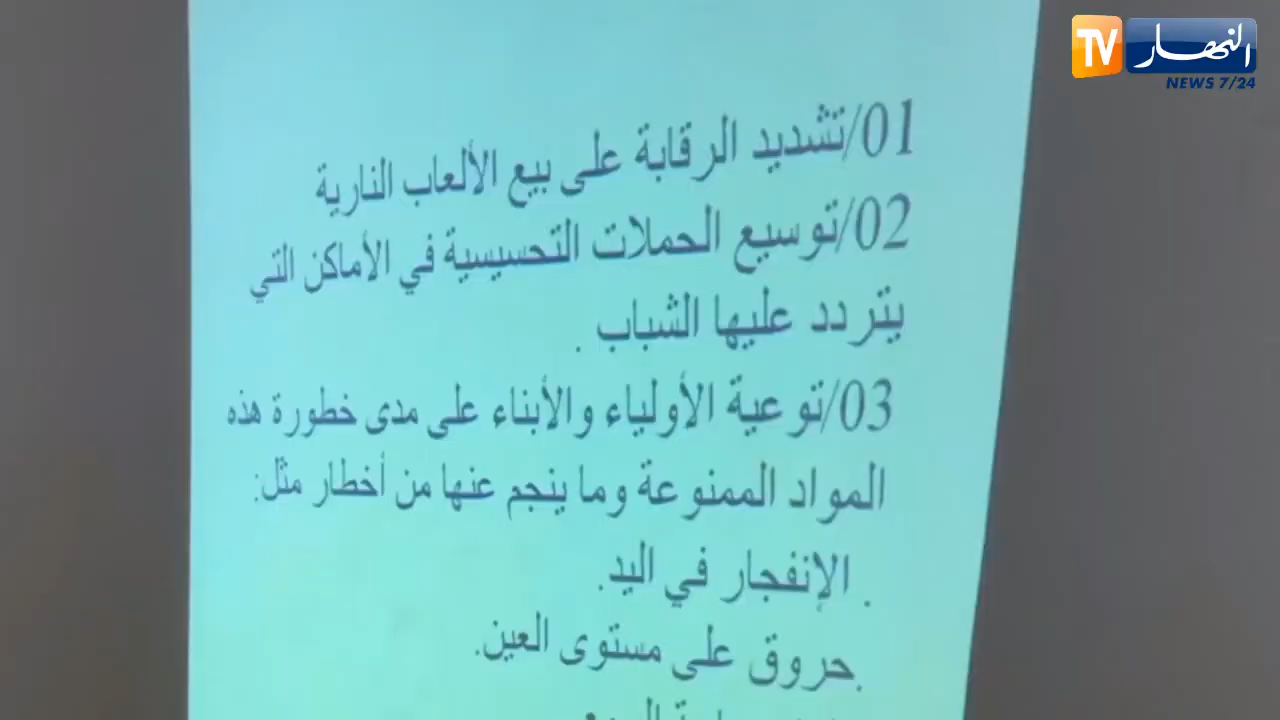 TV النهار
NEWS 7/24
01/تشديد الرقابة على بيع الألعاب النارية
02/توسيع الحملات التحسيسية في الأماكن التي
يتردد عليها الشباب .
03/توعية الأولياء والأبناء على مدى خطورة هذه
المواد الممنوعة وما ينجم عنها من أخطار مثل:
. الإنفجار في اليد.
.حروق على مستوى العين.